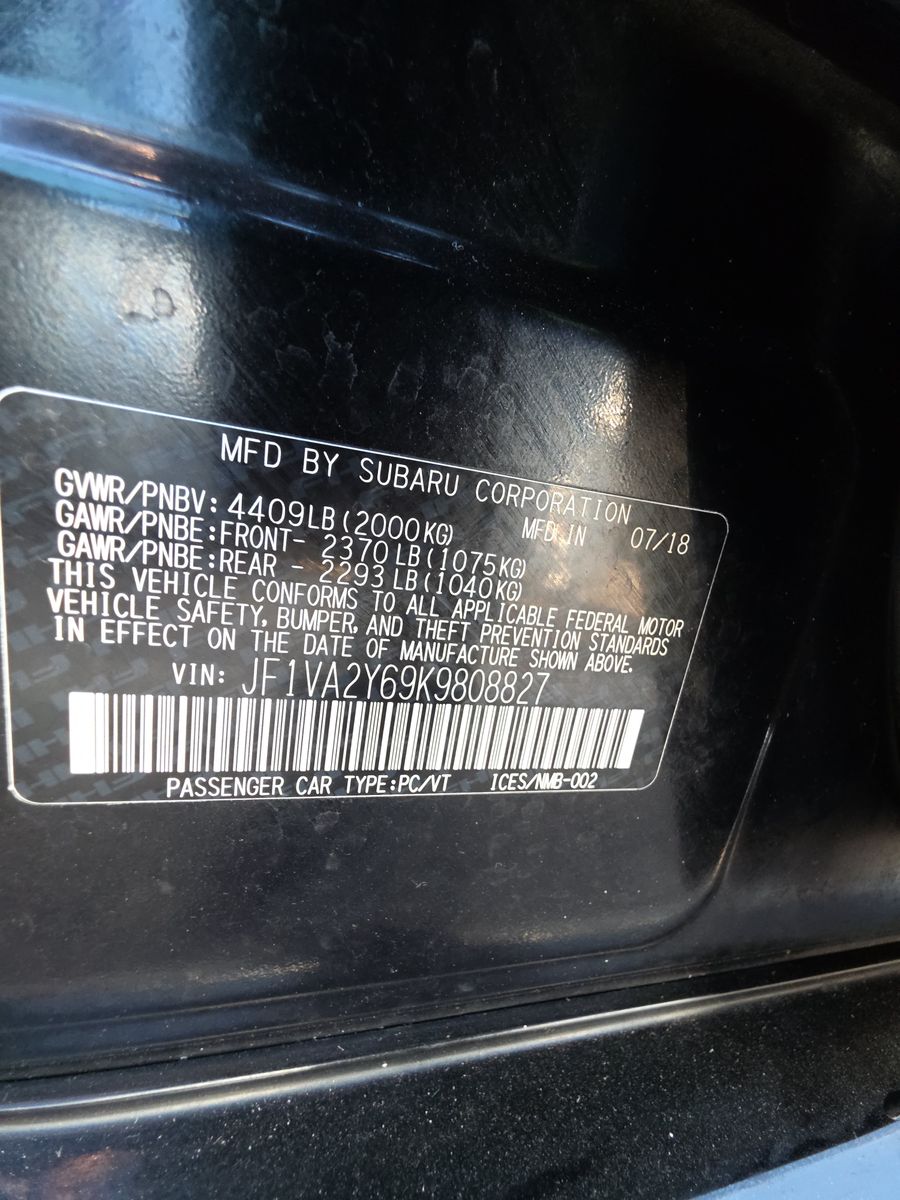 MFD BY SUBARU CORPORATION
GVWR/PNBV: 4409LB(2000KG) MFD IN 07/18
GAWR/PNBE:FRONT- 2370LB(1075KG)
GAWR/PNBE:REAR - 2293LB(1040KG)
THIS VEHICLE CONFORMS TO ALL APPLICABLE FEDERAL MOTOR
VEHICLE SAFETY, BUMPER, AND THEFT PREVENTION STANDARDS
IN EFFECT ON THE DATE OF MANUFACTURE SHOWN ABOVE.
VIN: JF1VA2Y69K9808827
PASSENGER CAR TYPE:PC/VT ICES/NMB-002